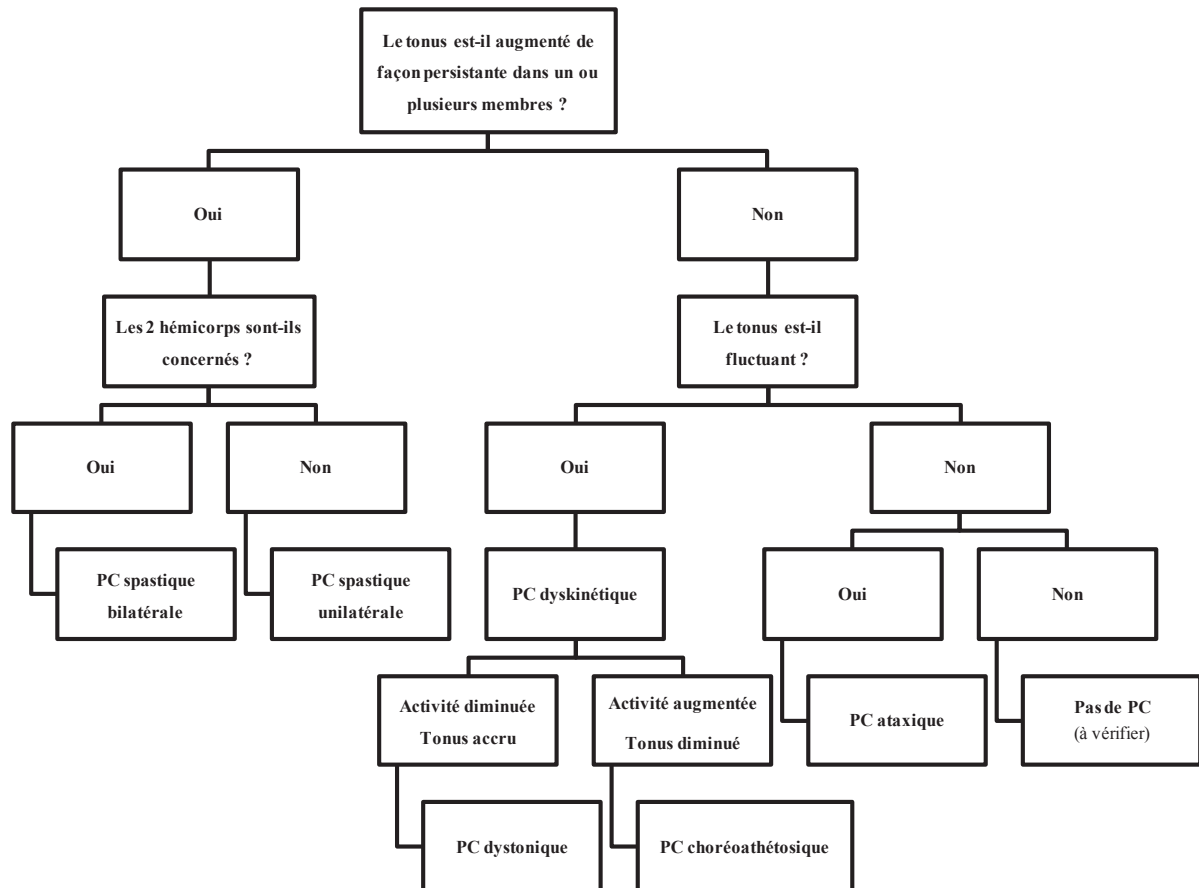 Le tonus est-il augmenté de
façon persistante dans un ou
plusieurs membres ?
Oui
Non
Les 2 hémicorps sont-ils
concernés ?
Le tonus est-il
fluctuant ?
Oui
Non
Oui
Non
PC spastique
bilatérale
PC spastique
unilatérale
PC dyskinétique
Oui
Non
Activité diminuée
Tonus accru
Activité augmentée
Tonus diminué
PC ataxique
Pas de PC
(à vérifier)
PC dystonique
PC choréoathétosique